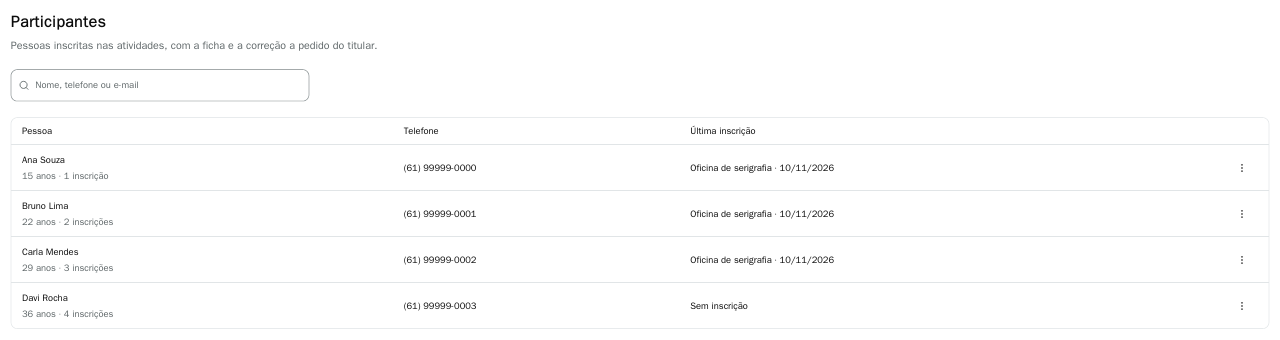 Participantes
Pessoas inscritas nas atividades, com a ficha e a correção a pedido do titular.
Nome, telefone ou e-mail
Pessoa Telefone Última inscrição
Ana Souza
15 anos · 1 inscrição
(61) 99999-0000 Oficina de serigrafia · 10/11/2026
Bruno Lima
22 anos · 2 inscrições
(61) 99999-0001 Oficina de serigrafia · 10/11/2026
Carla Mendes
29 anos · 3 inscrições
(61) 99999-0002 Oficina de serigrafia · 10/11/2026
Davi Rocha
36 anos · 4 inscrições
(61) 99999-0003 Sem inscrição